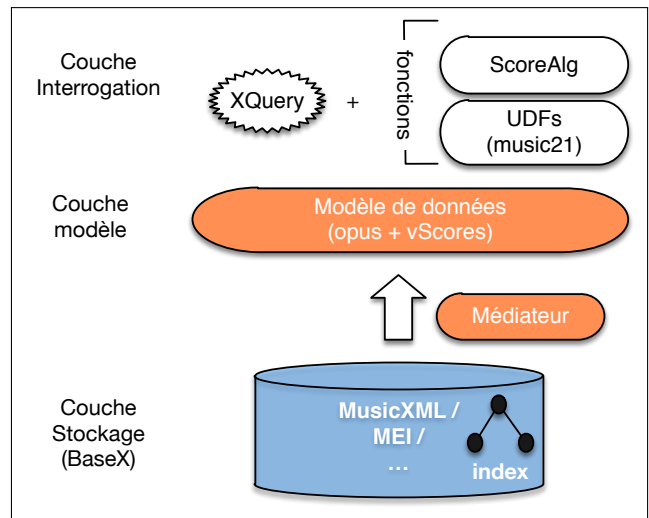 Couche
Interrogation
XQuery
+
fonctions
ScoreAlg
UDFs
(music21)
Couche
modèle
Modèle de données
(opus + vScores)
Médiateur
Couche
Stockage
(BaseX)
MusicXML /
MEI /
...
index